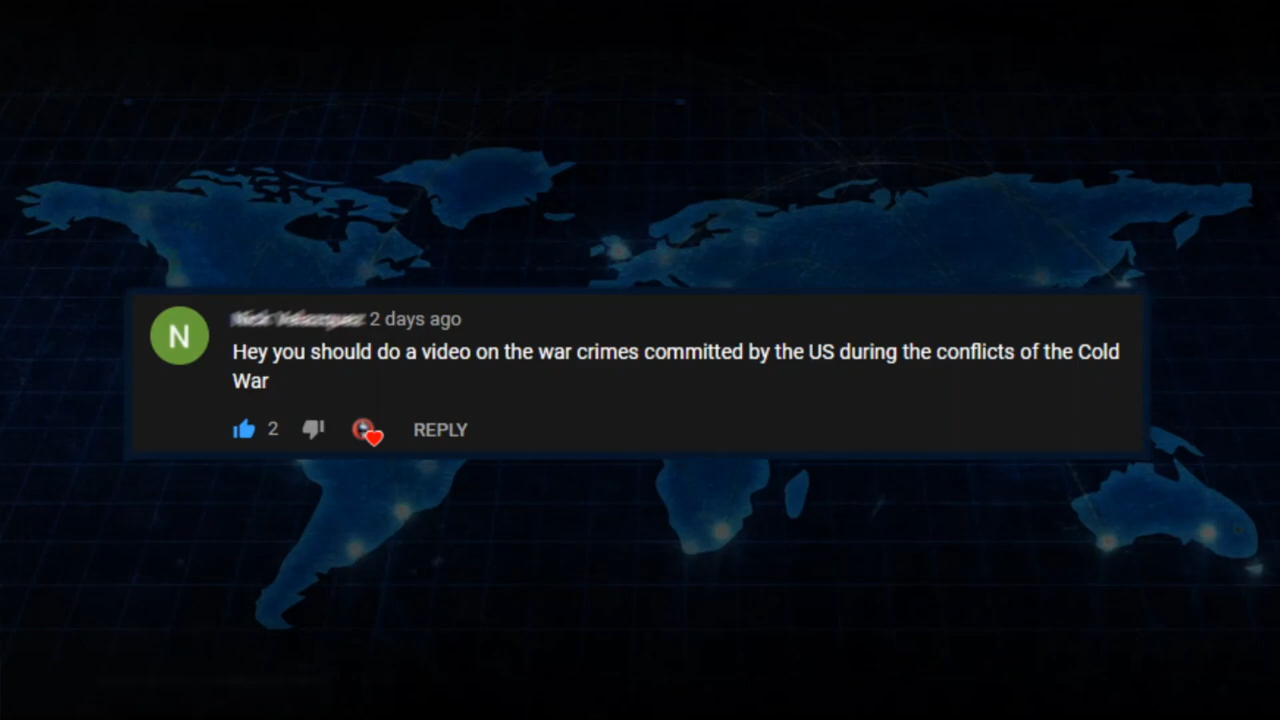 N
2 days ago
Hey you should do a video on the war crimes committed by the US during the conflicts of the Cold
War
2
REPLY